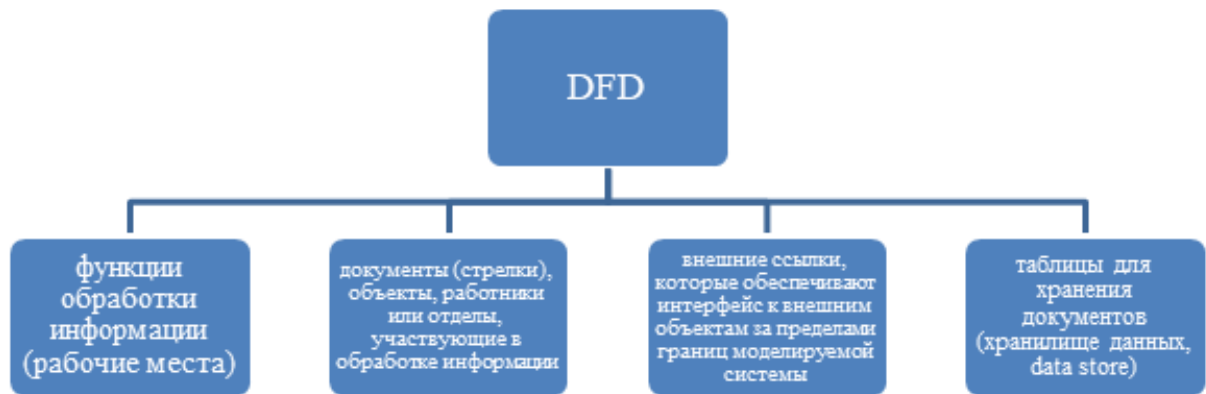 DFD
функции
обработки
информации
(рабочие места)
документы (стрелки),
объекты, работники
или отделы,
участвующие в
обработке информации
внешние ссылки,
которые обеспечивают
интерфейс к внешним
объектам за пределами
границ моделируемой
системы
таблицы для
хранения
документов
(хранилище данных,
data store)